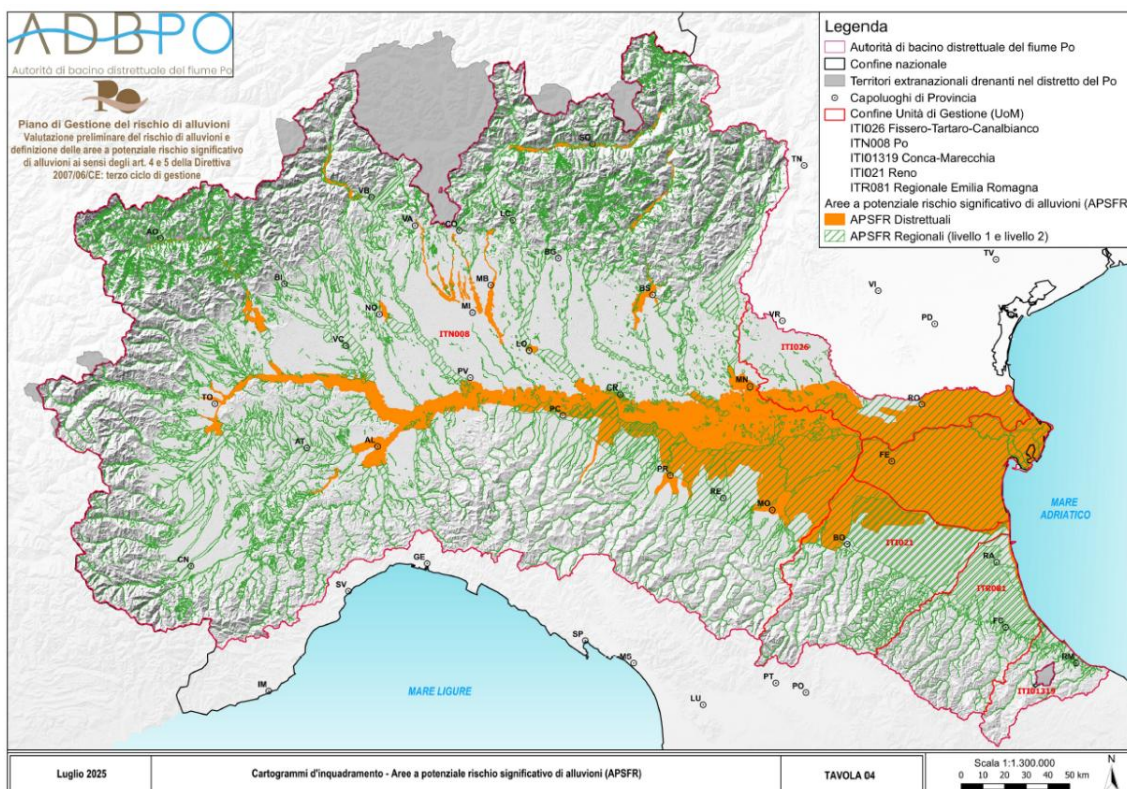 ADBPO
Autorità di bacino distrettuale del fiume Po
Po
Piano di Gestione del rischio di alluvioni
Valutazione preliminare del rischio di alluvioni e
definizione delle aree a potenziale rischio significativo
di alluvioni ai sensi degli art. 4 e 5 della Direttiva
2007/06/CE: terzo ciclo di gestione
Legenda
Autorità di bacino distrettuale del fiume Po
Confine nazionale
Territori extranazionali drenanti nel distretto del Po
Capoluoghi di Provincia
Confine Unità di Gestione (UoM)
ITI026 Fissero-Tartaro-Canalbianco
ITN008 Po
ITI01319 Conca-Marecchia
ITI021 Reno
ITR081 Regionale Emilia Romagna
Aree a potenziale rischio significativo di alluvioni (APSFR)
APSFR Distrettuali
APSFR Regionali (livello 1 e livello 2)
SO
TN
VB
VA
CO
LC
AO
BG
TV
BI
MB
BS
VI
NO
MI
VR
PD
ITN008
VC
LO
ITI026
PV
MN
TO
CR
RO
PC
AT
AL
FE
PR
RE
MO
MARE
ADRIATICO
BO
ITI021
RA
CN
GE
SV
ITR081
FC
SP
MS
RM
IM
MARE LIGURE
LU
PT
PO
ITI01319
Luglio 2025
Cartogrammi d'inquadramento - Aree a potenziale rischio significativo di alluvioni (APSFR)
TAVOLA 04
Scala 1:1.300.000
0 10 20 30 40 50 km
N